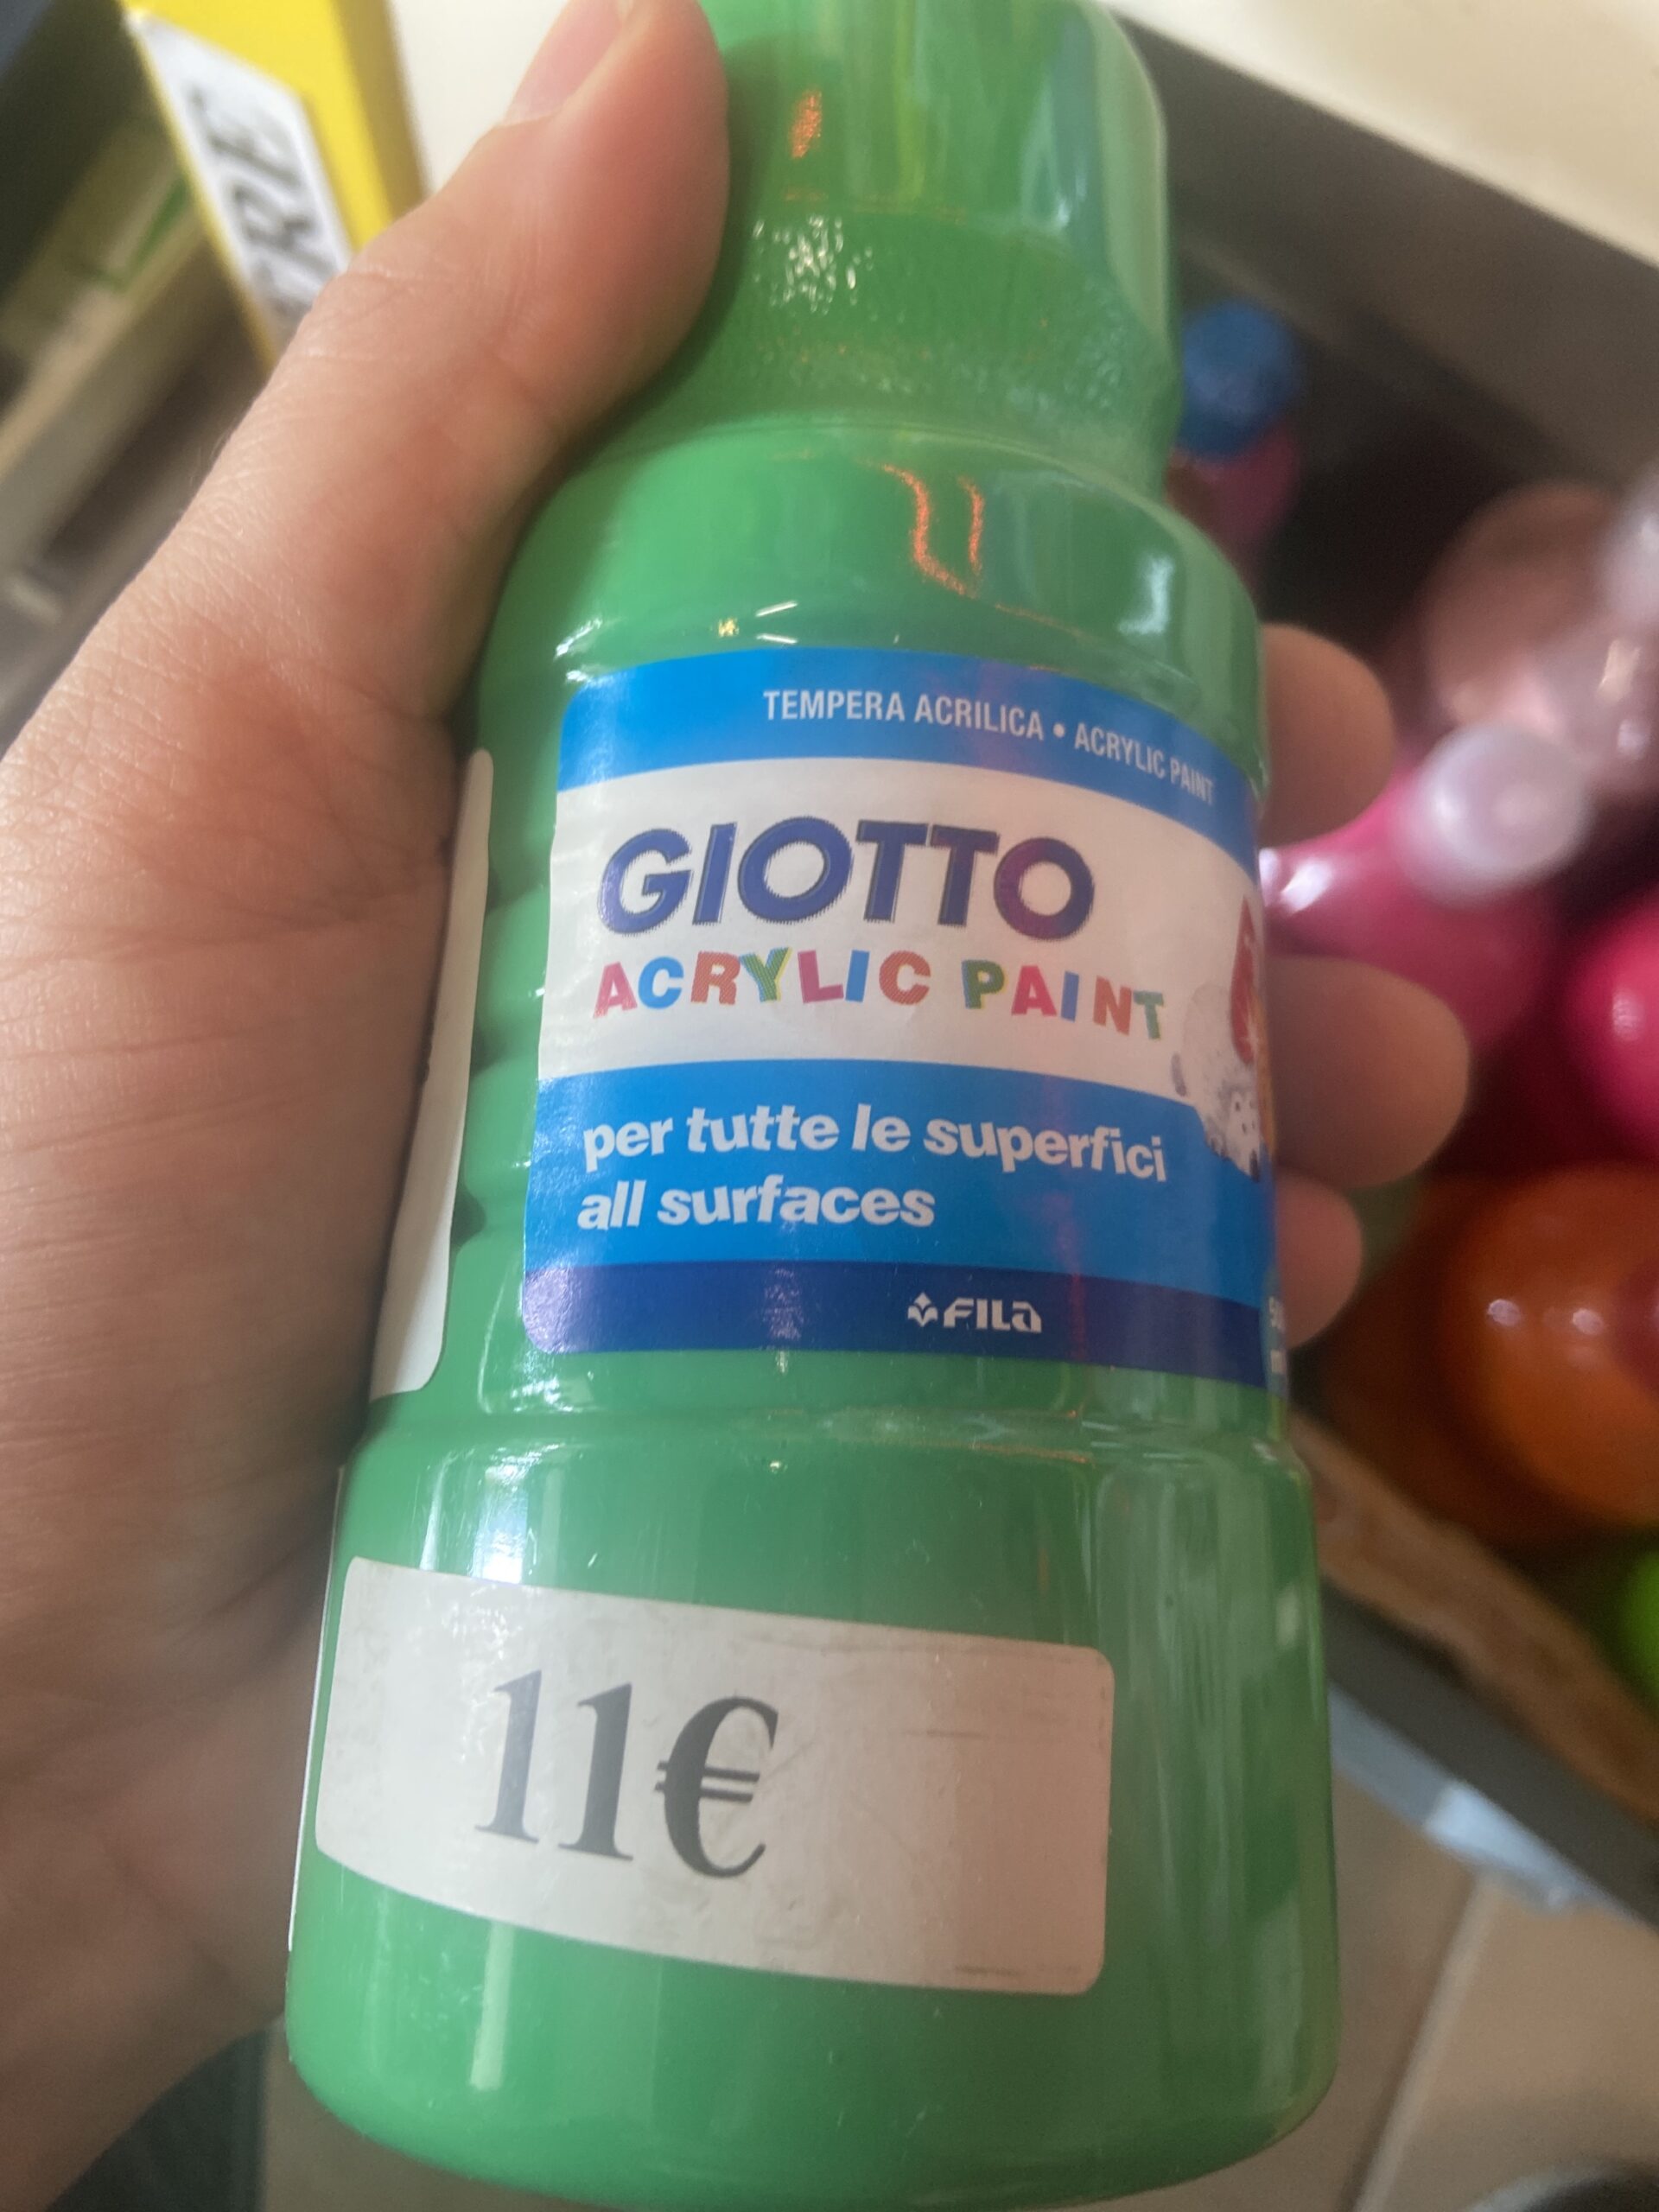 TEMPERA ACRILICA • ACRYLIC PAINT
GIOTTO
ACRYLIC PAINT
per tutte le superfici
all surfaces
FILA
11€